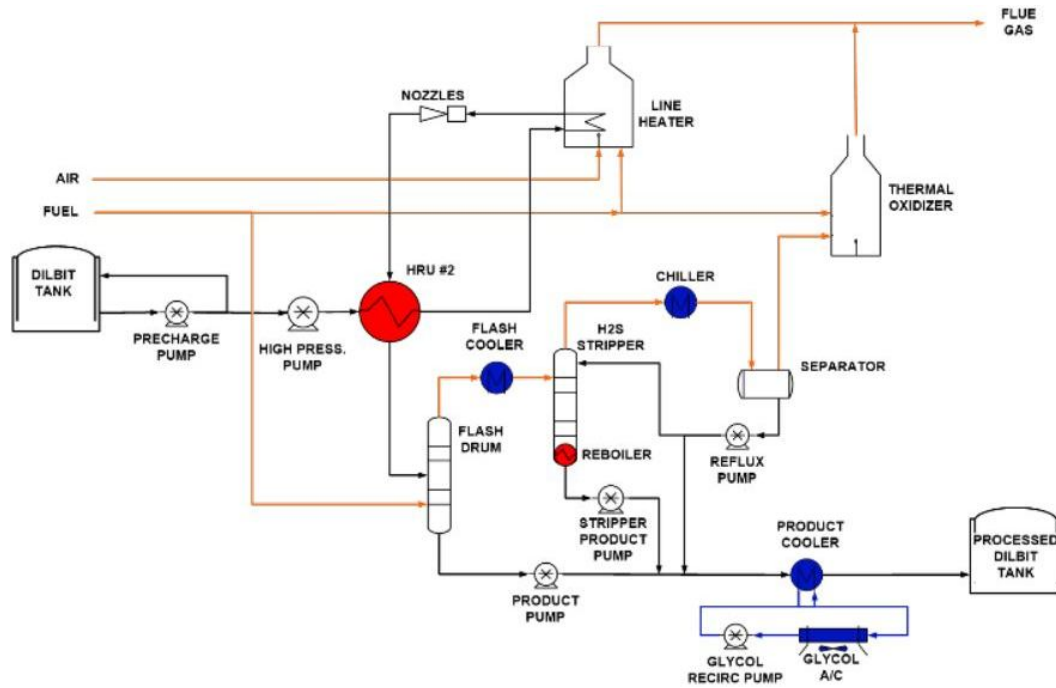 FLUE
GAS
NOZZLES
LINE
HEATER
AIR
THERMAL
OXIDIZER
FUEL
DILBIT
TANK
HRU #2
CHILLER
PRECHARGE
PUMP
HIGH PRESS.
PUMP
FLASH
COOLER
H2S
STRIPPER
SEPARATOR
FLASH
DRUM
REBOILER
REFLUX
PUMP
STRIPPER
PRODUCT
PUMP
PRODUCT
COOLER
PROCESSED
DILBIT
TANK
PRODUCT
PUMP
GLYCOL
RECIRC PUMP
GLYCOL
A/C